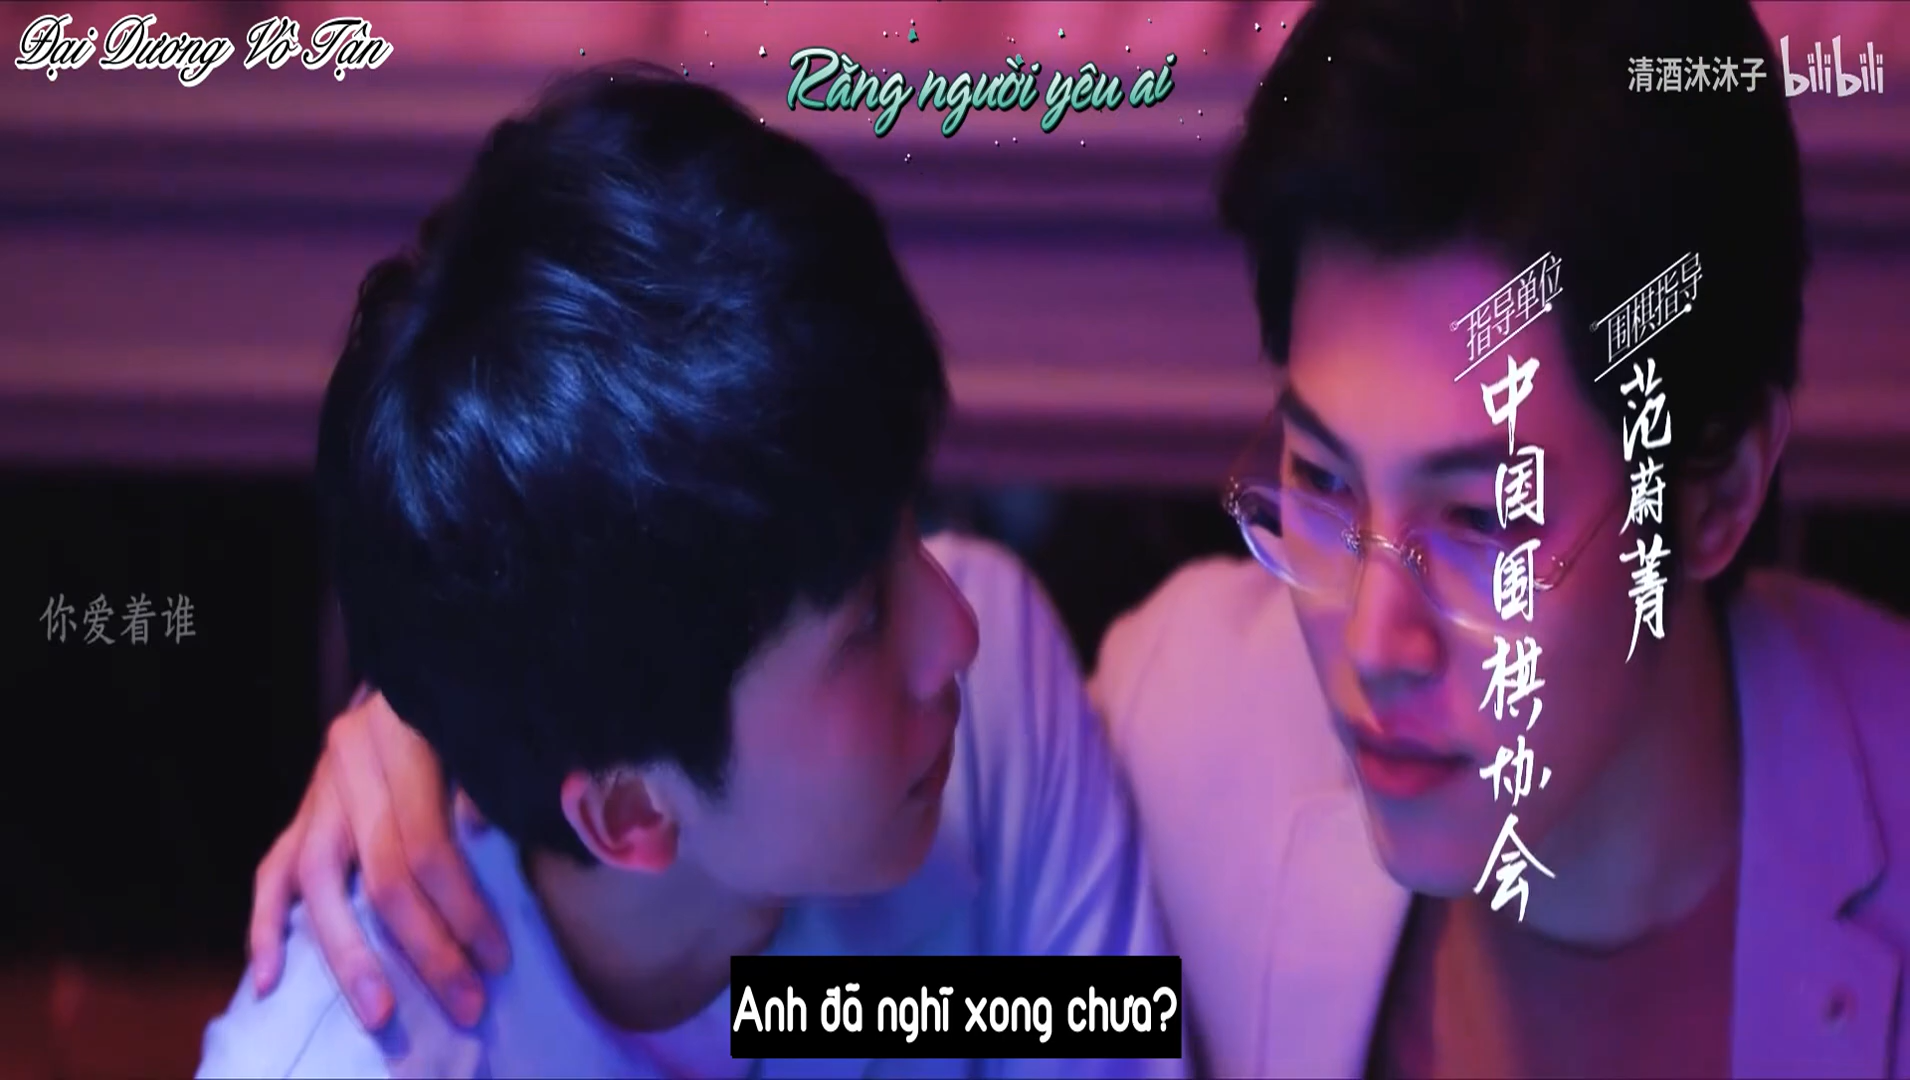 Đại Dương Vô Tận
Rằng người yêu ai
清酒沐沐子 bilibili
指导单位
中国围棋协会
围棋指导
范蔚菁
你爱着谁
Anh đã nghĩ xong chưa?